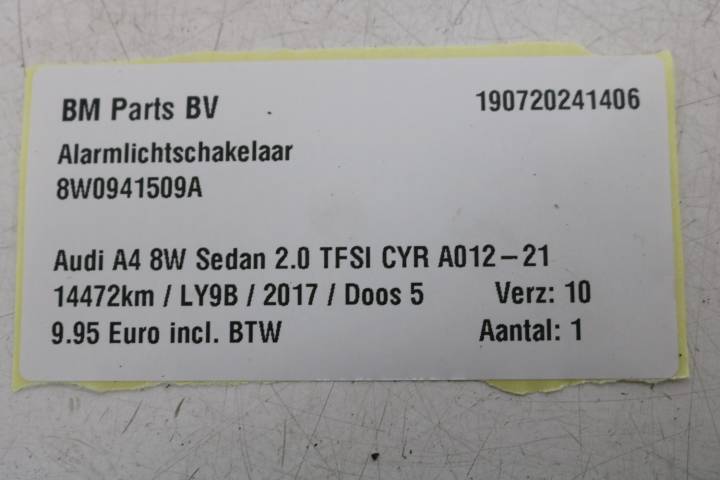 BM Parts BV 190720241406
Alarmlichtschakelaar
8W0941509A
Audi A4 8W Sedan 2.0 TFSI CYR A012-21
14472km / LY9B / 2017 / Doos 5 Verz: 10
9.95 Euro incl. BTW Aantal: 1